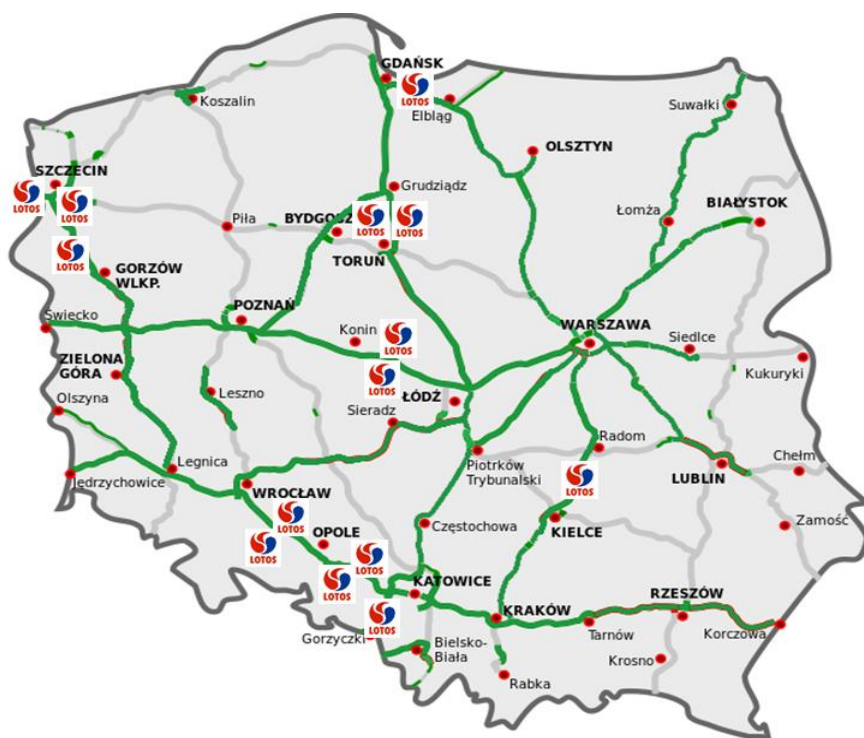 GDAŃSK
LOTOS
Koszalin
Elbląg
Suwałki
OLSZTYN
SZCZECIN
LOTOS
LOTOS
Grudziądz
Piła
BYDGOSZ
LOTOS
LOTOS
Łomża
BIAŁYSTOK
LOTOS
GORZÓW
WLKP.
TORUŃ
POZNAŃ
Świecko
Konin
LOTOS
WARSZAWA
Siedlce
Kukuryki
ZIELONA
GÓRA
LOTOS
Olszyna
Leszno
ŁÓDŹ
Sieradz
Radom
Legnica
Jędrzychowice
Piotrków
Trybunalski
LUBLIN
Chełm
WROCŁAW
LOTOS
LOTOS
OPOLE
Częstochowa
KIELCE
Zamość
LOTOS
LOTOS
LOTOS
KATOWICE
KRAKÓW
RZESZÓW
LOTOS
Gorzyczki
Tarnów
Korczowa
Bielsko-
Biała
Krosno
Rabka